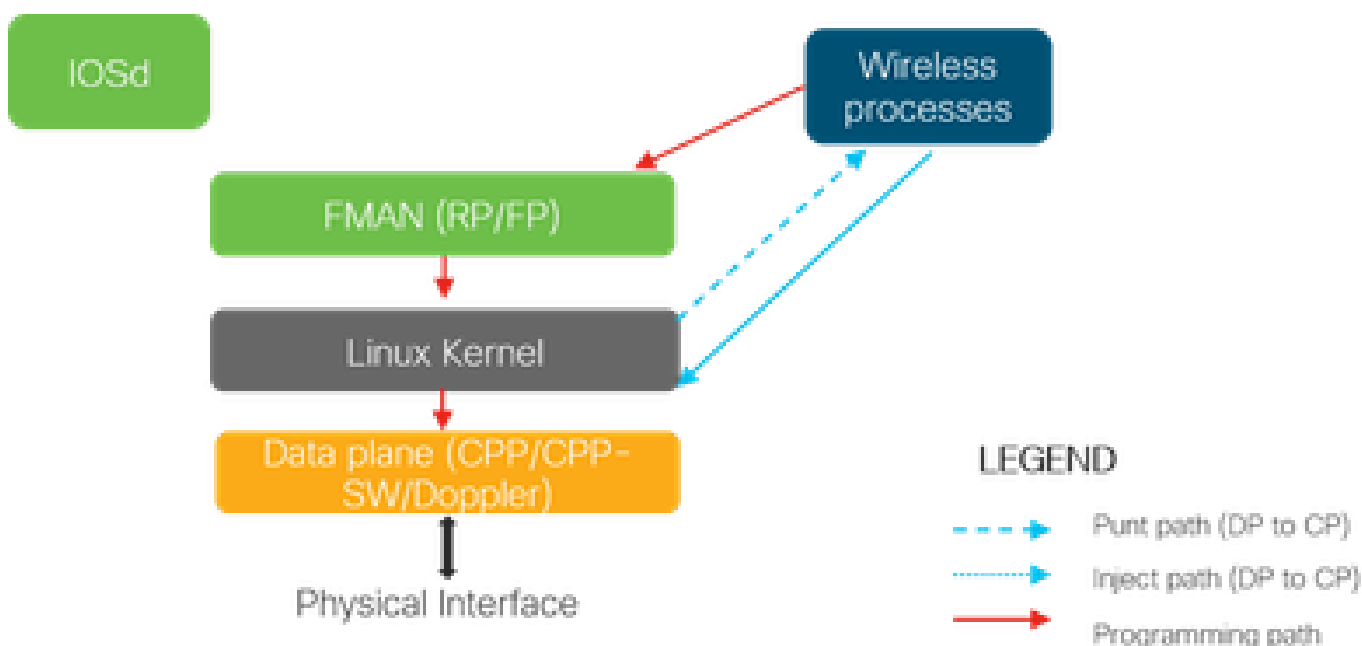 IOSd
Wireless
processes
FMAN (RP/FP)
Linux Kernel
Data plane (CPP/CPP-
SW/Doppler)
Physical Interface
LEGEND
Punt path (DP to CP)
Inject path (DP to CP)
Programming path